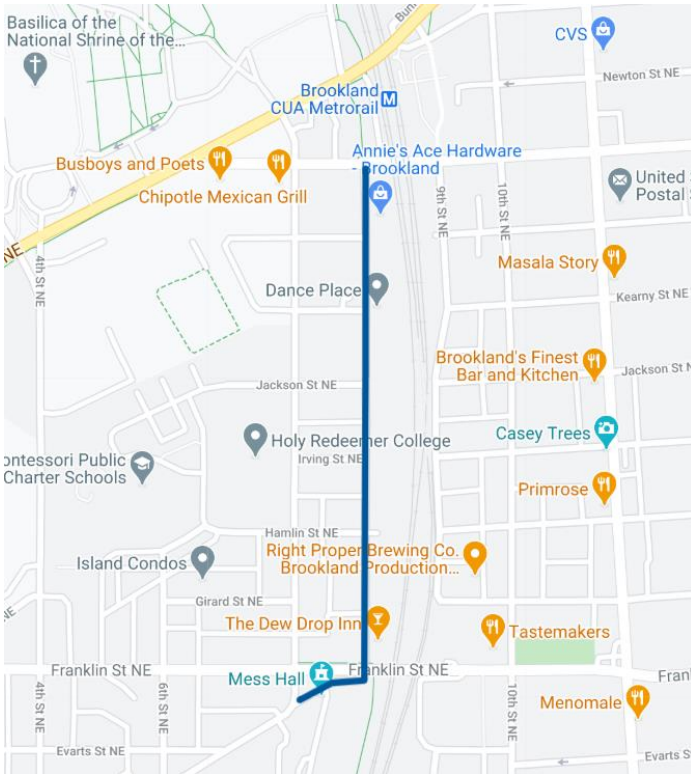 Basilica of the
National Shrine of the...
Bun
CVS
Newton St NE
Brookland
CUA Metrorail
M
Annie's Ace Hardware
- Brookland
Busboys and Poets
Chipotle Mexican Grill
United S
Postal S
9th St NE
10th St NE
NE
4th St NE
Masala Story
Dance Place
Kearny St NE
Brookland's Finest
Bar and Kitchen
Jackson St NE
Jackson St NE
Holy Redeemer College
Irving St NE
Casey Trees
ontessori Public
Charter Schools
Primrose
Hamlin St NE
Right Proper Brewing Co.
Brookland Production...
Island Condos
Girard St NE
The Dew Drop Inn
Tastemakers
Franklin St NE
Franklin St NE
Frankl
Mess Hall
4th St NE
6th St NE
10th St NE
Menomale
Evarts St NE
Evarts St NE